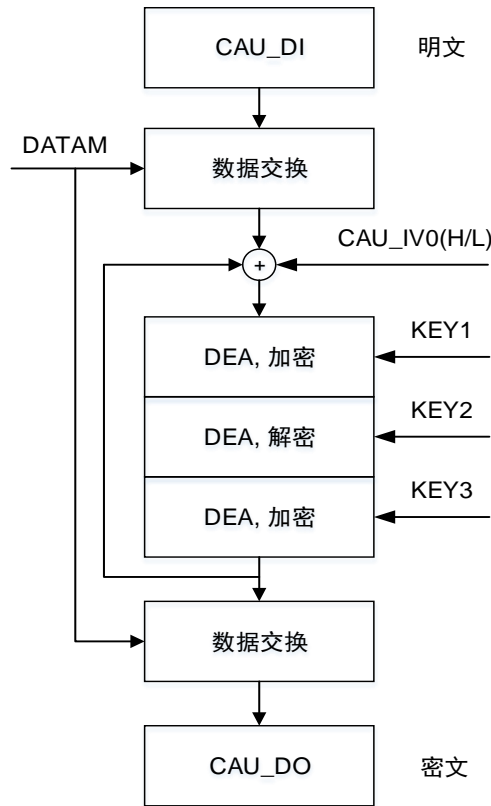 CAU_DI 明文
DATAM
数据交换
CAU_IV0(H/L)
+
KEY1
DEA, 加密
KEY2
DEA, 解密
KEY3
DEA, 加密
数据交换
CAU_DO 密文